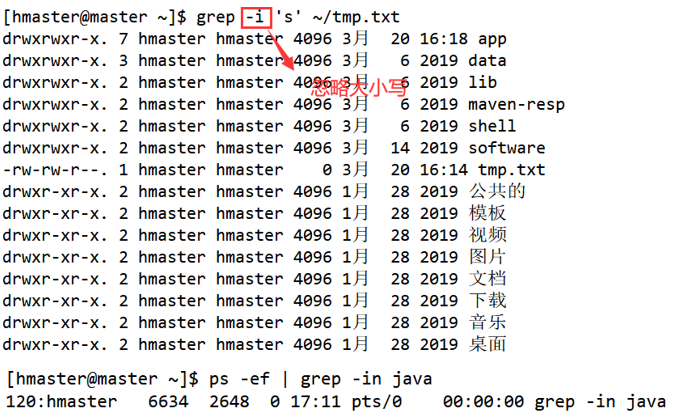 [hmaster@master ~]$ grep -i 's' ~/tmp.txt
drwxrwxr-x. 7 hmaster hmaster 4096 3月  20 16:18 app
drwxrwxr-x. 3 hmaster hmaster 4096 3月   6 2019 data
drwxrwxr-x. 2 hmaster hmaster 4096 3月   6 2019 lib
忽略大小写
drwxrwxr-x. 2 hmaster hmaster 4096 3月   6 2019 maven-resp
drwxrwxr-x. 2 hmaster hmaster 4096 3月   6 2019 shell
drwxrwxr-x. 2 hmaster hmaster 4096 3月  14 2019 software
-rw-rw-r--. 1 hmaster hmaster    0 3月  20 16:14 tmp.txt
drwxr-xr-x. 2 hmaster hmaster 4096 1月  28 2019 公共的
drwxr-xr-x. 2 hmaster hmaster 4096 1月  28 2019 模板
drwxr-xr-x. 2 hmaster hmaster 4096 1月  28 2019 视频
drwxr-xr-x. 2 hmaster hmaster 4096 1月  28 2019 图片
drwxr-xr-x. 2 hmaster hmaster 4096 1月  28 2019 文档
drwxr-xr-x. 2 hmaster hmaster 4096 1月  28 2019 下载
drwxr-xr-x. 2 hmaster hmaster 4096 1月  28 2019 音乐
drwxr-xr-x. 2 hmaster hmaster 4096 1月  28 2019 桌面
[hmaster@master ~]$ ps -ef | grep -in java
120:hmaster   6634  2648  0 17:11 pts/0    00:00:00 grep -in java